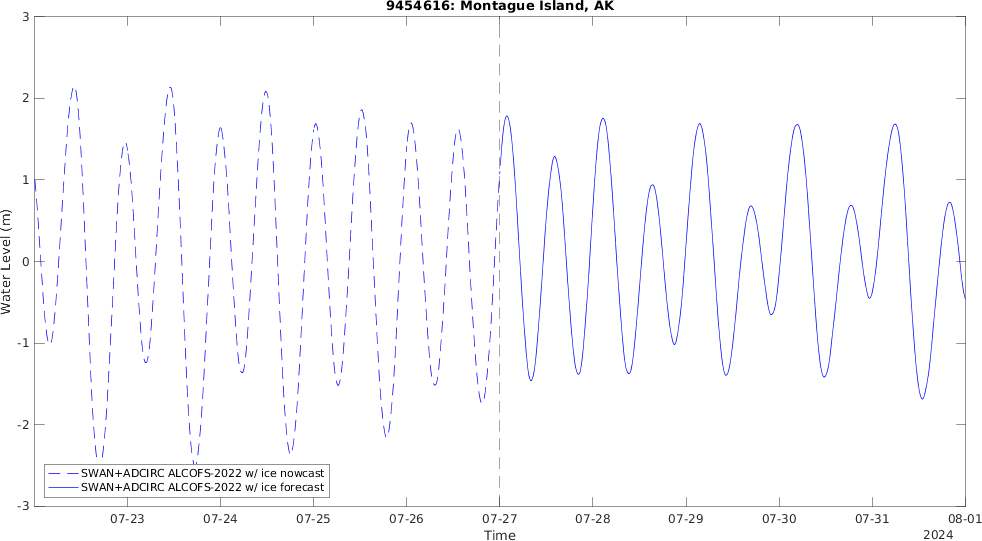 9454616: Montague Island, AK
3
2
1
0
-1
-2
-3
Water Level (m)
SWAN+ADCIRC ALCOFS-2022 w/ ice nowcast
SWAN+ADCIRC ALCOFS-2022 w/ ice forecast
07-23 07-24 07-25 07-26 07-27 07-28 07-29 07-30 07-31 08-01
Time
2024